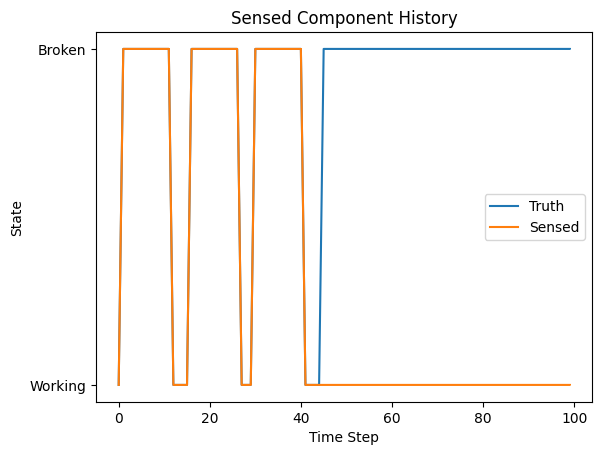 Sensed Component History
Broken
State
Truth
Sensed
Working
0 20 40 60 80 100
Time Step